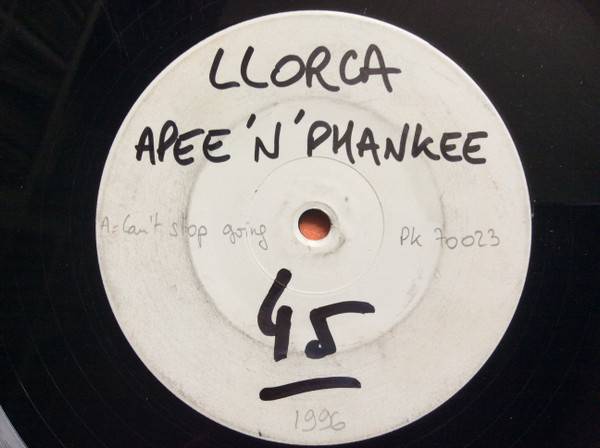 LLORCA
APEE 'N' PHANKEE
A= Can't stop going PK 70023
45
1996